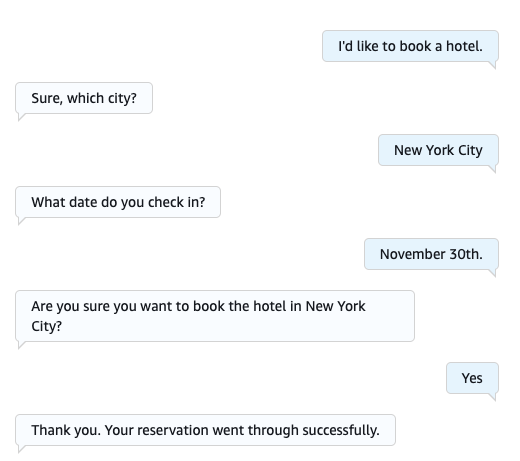 I'd like to book a hotel.
Sure, which city?
New York City
What date do you check in?
November 30th.
Are you sure you want to book the hotel in New York
City?
Yes
Thank you. Your reservation went through successfully.